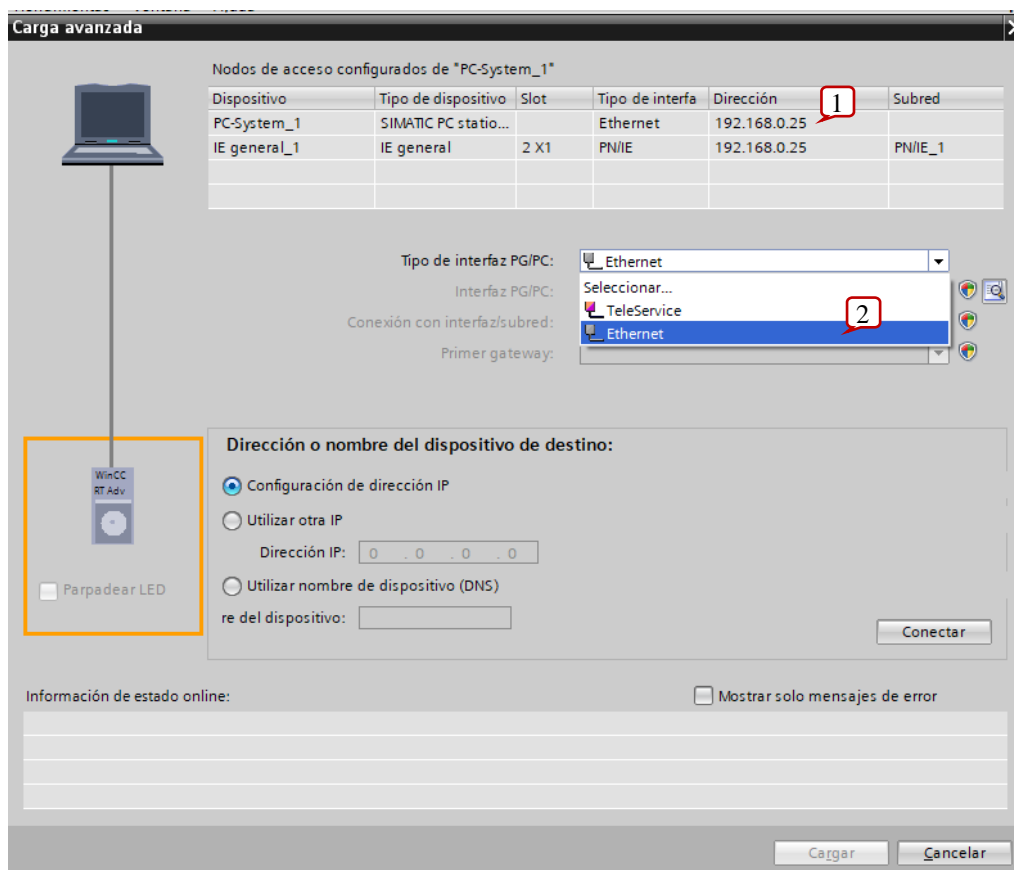 Carga avanzada
Nodos de acceso configurados de "PC-System_1"
Dispositivo Tipo de dispositivo Slot Tipo de interfa Dirección 1 Subred
PC-System_1 SIMATIC PC statio... Ethernet 192.168.0.25
IE general_1 IE general 2 X1 PN/IE 192.168.0.25 PN/IE_1
Tipo de interfaz PG/PC: Ethernet
Interfaz PG/PC: Seleccionar...
TeleService
Conexión con interfaz/subred: 2
Ethernet
Primer gateway:
Dirección o nombre del dispositivo de destino:
WinCC
RT Adv
Configuración de dirección IP
Utilizar otra IP
Dirección IP: 0 . 0 . 0 . 0
Parpadear LED
Utilizar nombre de dispositivo (DNS)
re del dispositivo:
Conectar
Información de estado online: Mostrar solo mensajes de error
Cargar Cancelar